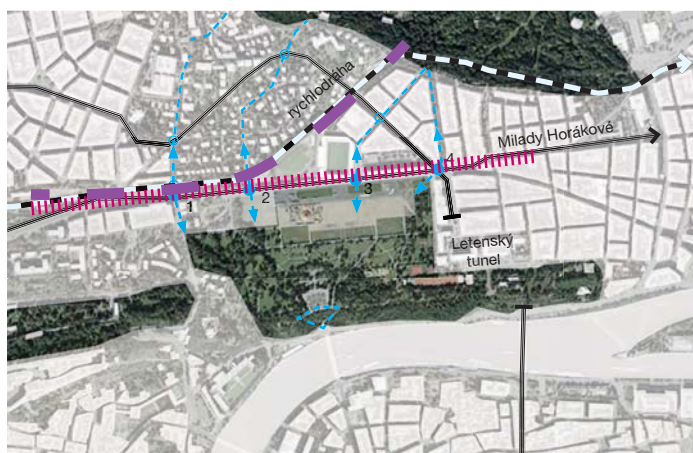 rychlodráha
Milady Horákové
4
3
2
1
Letenský
tunel